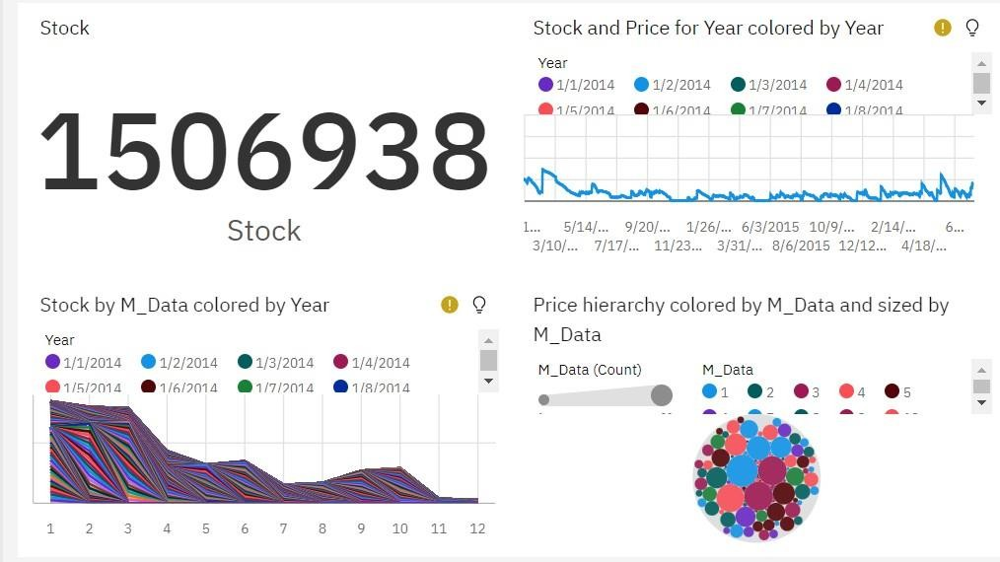 Stock
1506938
Stock
Stock and Price for Year colored by Year
Year
1/1/2014 1/2/2014 1/3/2014 1/4/2014
1/5/2014 1/6/2014 1/7/2014 1/8/2014
1... 5/14/... 9/20/... 1/26/... 6/3/2015 10/9/... 2/14/... 6...
3/10/... 7/17/... 11/23... 3/31/... 8/6/2015 12/12... 4/18/...
Stock by M_Data colored by Year
Year
1/1/2014 1/2/2014 1/3/2014 1/4/2014
1/5/2014 1/6/2014 1/7/2014 1/8/2014
1 2 3 4 5 6 7 8 9 10 11 12
Price hierarchy colored by M_Data and sized by
M_Data
M_Data (Count)
M_Data
1 2 3 4 5